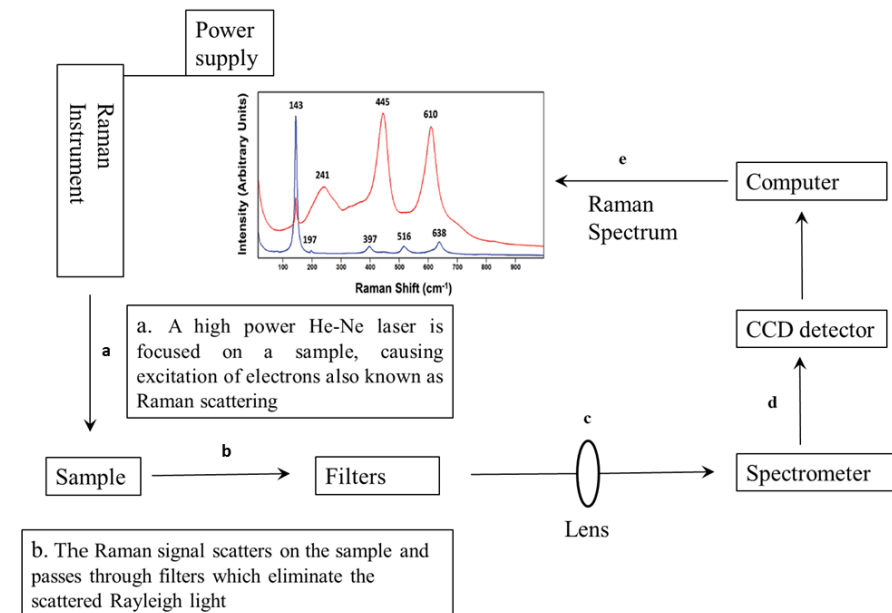 Power
supply
Raman
Instrument
Intensity (Arbitrary Units)
143
445
610
241
197
397
516
638
100 200 300 400 500 600 700 800 900
Raman Shift (cm⁻¹)
e
Raman
Spectrum
Computer
CCD detector
a
a. A high power He-Ne laser is
focused on a sample, causing
excitation of electrons also known as
Raman scattering
d
c
b
Sample
Filters
Lens
Spectrometer
b. The Raman signal scatters on the sample and
passes through filters which eliminate the
scattered Rayleigh light